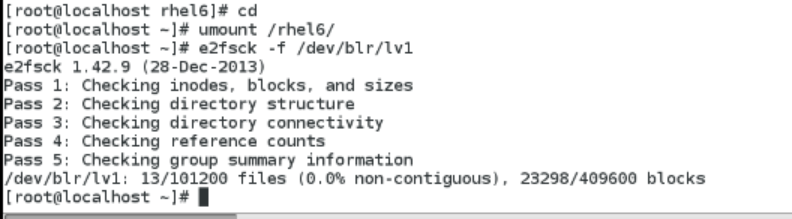 [root@localhost rhel6]# cd
[root@localhost ~]# umount /rhel6/
[root@localhost ~]# e2fsck -f /dev/blr/lv1
e2fsck 1.42.9 (28-Dec-2013)
Pass 1: Checking inodes, blocks, and sizes
Pass 2: Checking directory structure
Pass 3: Checking directory connectivity
Pass 4: Checking reference counts
Pass 5: Checking group summary information
/dev/blr/lv1: 13/101200 files (0.0% non-contiguous), 23298/409600 blocks
[root@localhost ~]#